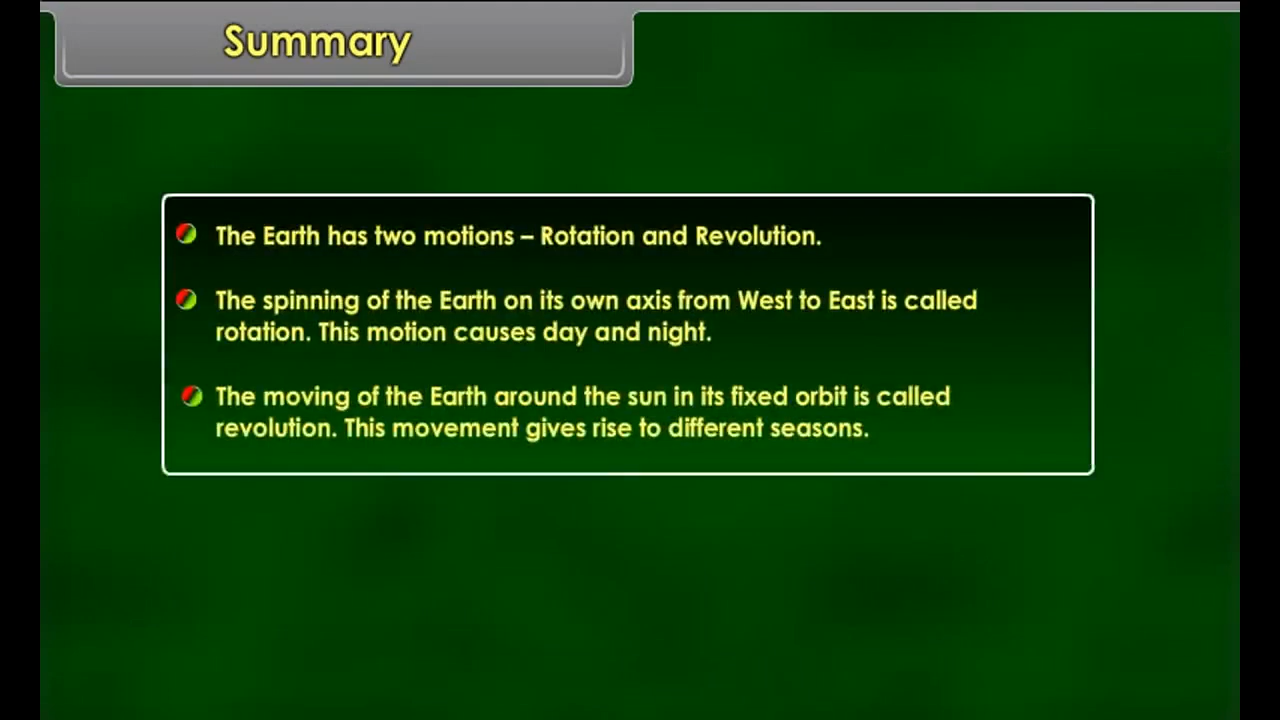 Summary
The Earth has two motions – Rotation and Revolution.
The spinning of the Earth on its own axis from West to East is called
rotation. This motion causes day and night.
The moving of the Earth around the sun in its fixed orbit is called
revolution. This movement gives rise to different seasons.